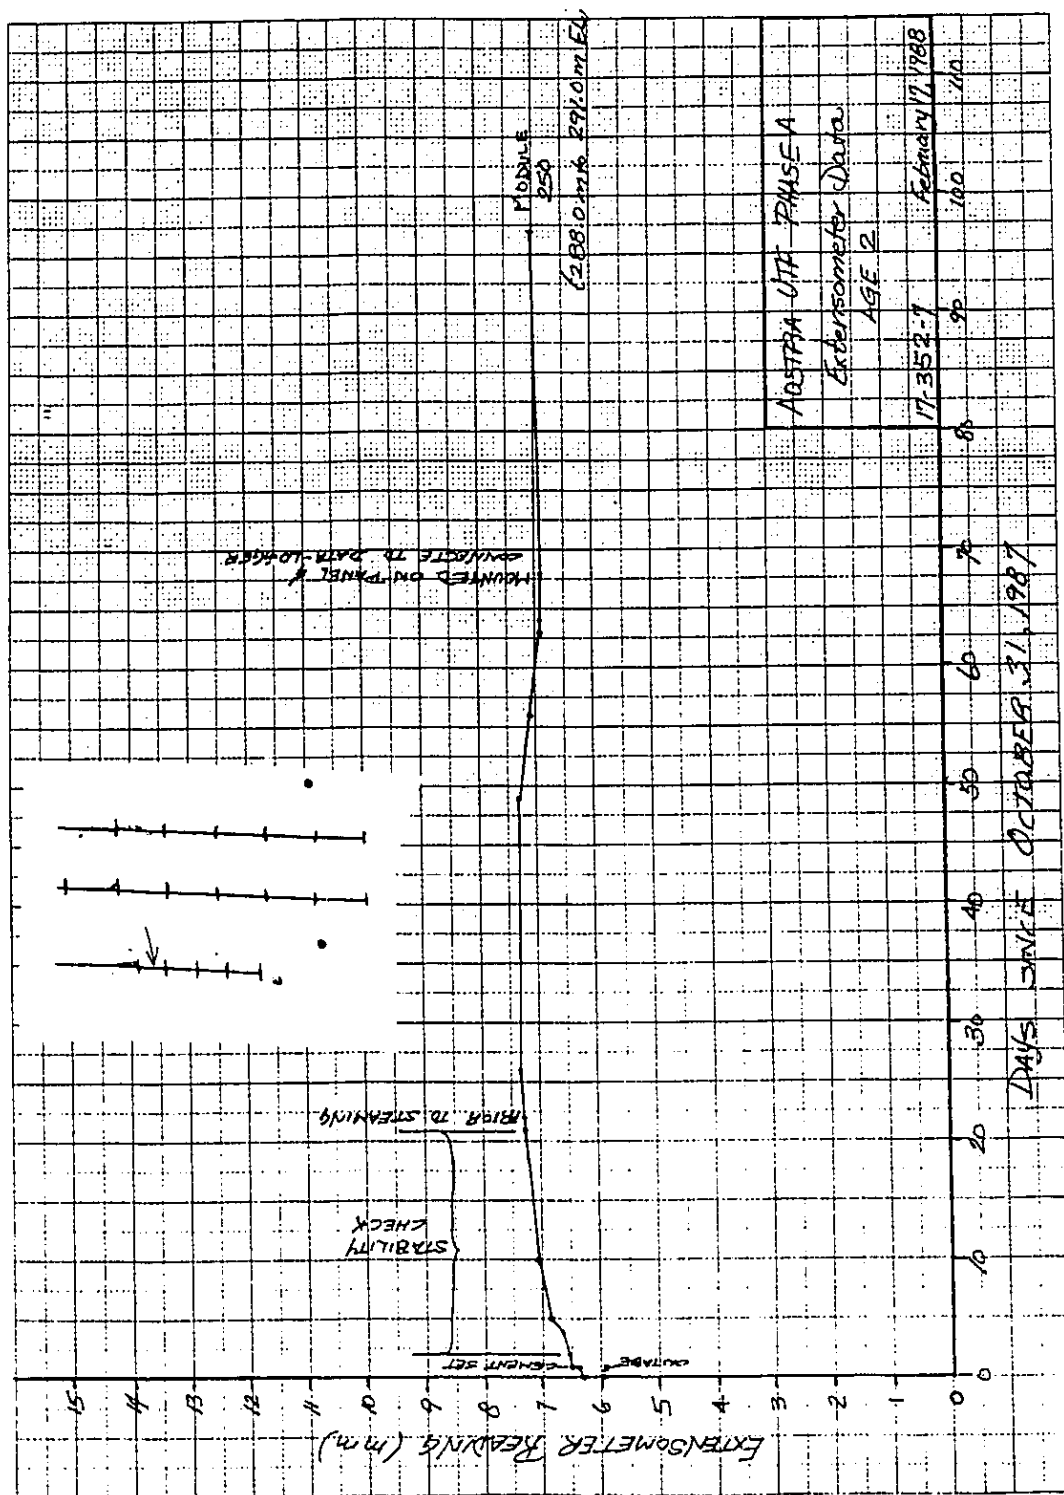 EXTENSOMETER READING (mm)
15
14
13
12
11
10
9
8
7
6
5
4
3
2
1
0
0
10
20
30
40
50
60
70
80
90
100
110
DAYS SINCE OCTOBER 31, 1987
CEMENT SET
STABILITY
CHECK
PRIOR TO STEAMING
MOUNTED ON PANEL &
CONNECTE TO DATA-LOGGER
MODULE
250
(288.0 m to 291.0 m EL)
AOSTRA UTF PHASE A
Extensometer Data
AGE 2
17-352-7 February 17, 1988